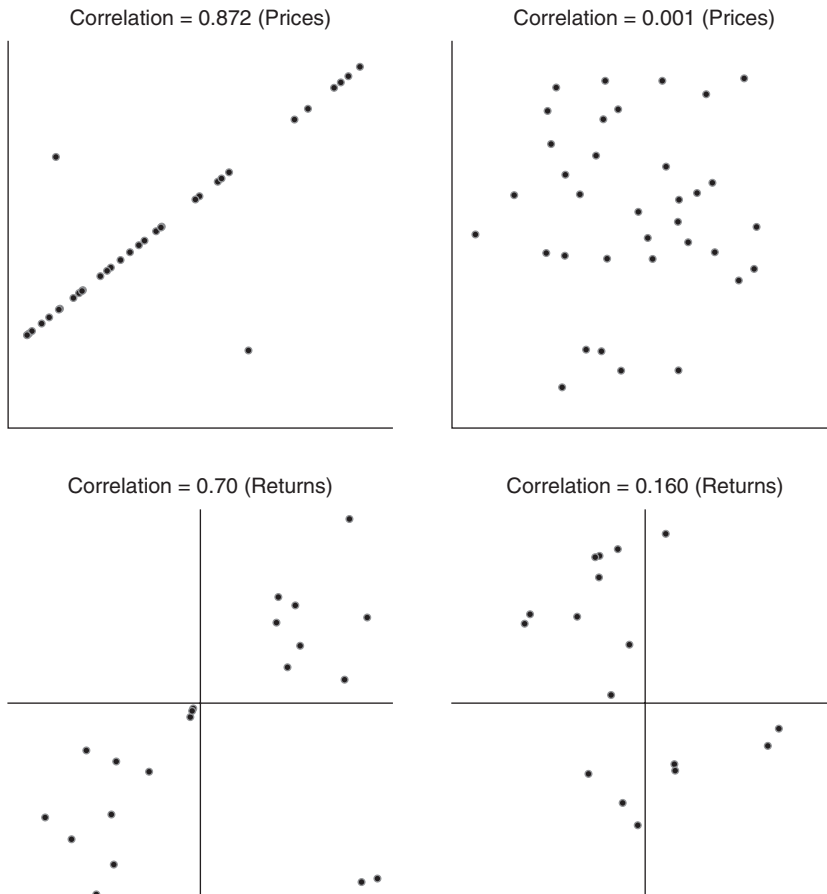 Correlation = 0.872 (Prices)
Correlation = 0.001 (Prices)
Correlation = 0.70 (Returns)
Correlation = 0.160 (Returns)